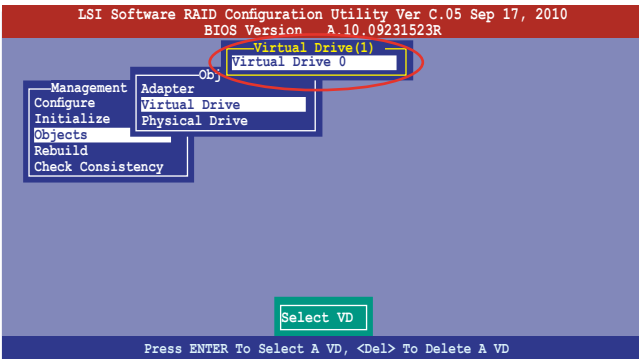 LSI Software RAID Configuration Utility Ver C.05 Sep 17, 2010
BIOS Version A.10.09231523R
Virtual Drive(1)
Virtual Drive 0
Obj
Adapter
Virtual Drive
Physical Drive
Management
Configure
Initialize
Objects
Rebuild
Check Consistency
Select VD
Press ENTER To Select A VD, <Del> To Delete A VD